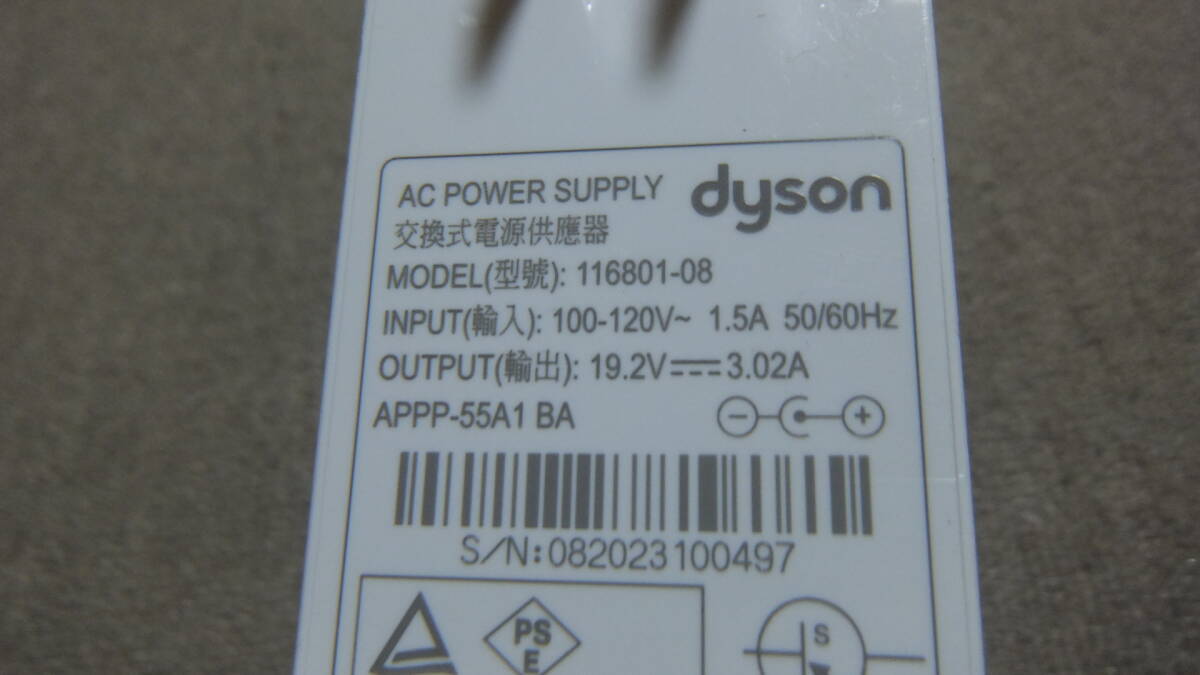 AC POWER SUPPLY dyson
交換式電源供應器
MODEL(型號): 116801-08
INPUT(輸入): 100-120V~ 1.5A 50/60Hz
OUTPUT(輸出): 19.2V⎓3.02A
APPP-55A1 BA
S/N:082023100497
PS
E
S